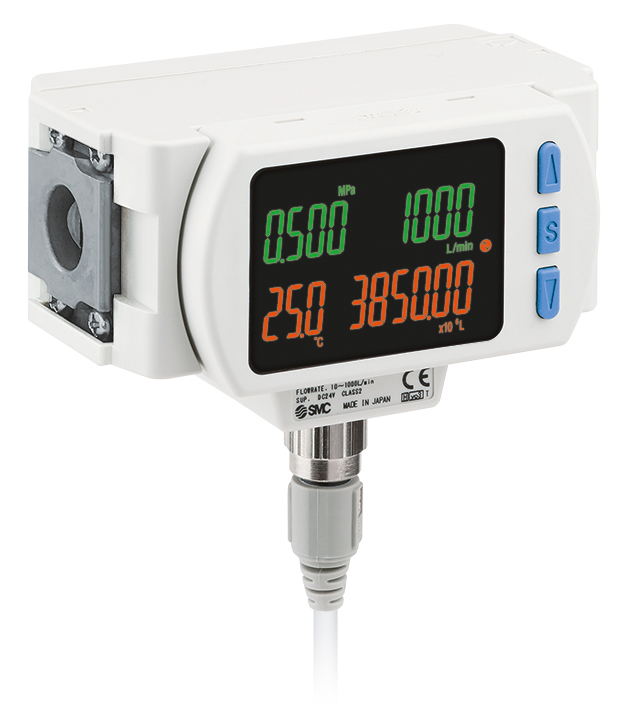 MPa
0.500 1000
L/min
25.0 3850.00
℃ x10⁶L
S
FLOWRATE. 10～1000L/min
SUP. DC24V CLASS2
CE
SMC MADE IN JAPAN
T